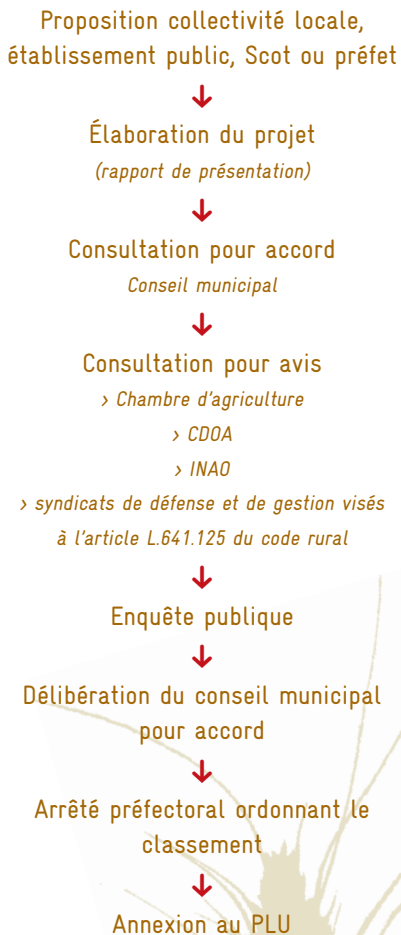 Proposition collectivité locale,
établissement public, Scot ou préfet
↓
Élaboration du projet
(rapport de présentation)
↓
Consultation pour accord
Conseil municipal
↓
Consultation pour avis
> Chambre d'agriculture
> CDOA
> INAO
> syndicats de défense et de gestion visés
à l'article L.641.125 du code rural
↓
Enquête publique
↓
Délibération du conseil municipal
pour accord
↓
Arrêté préfectoral ordonnant le
classement
↓
Annexion au PLU